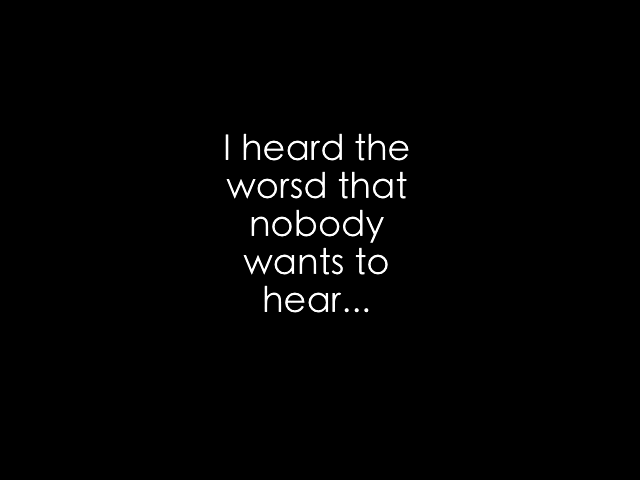 I heard the
worsd that
nobody
wants to
hear...